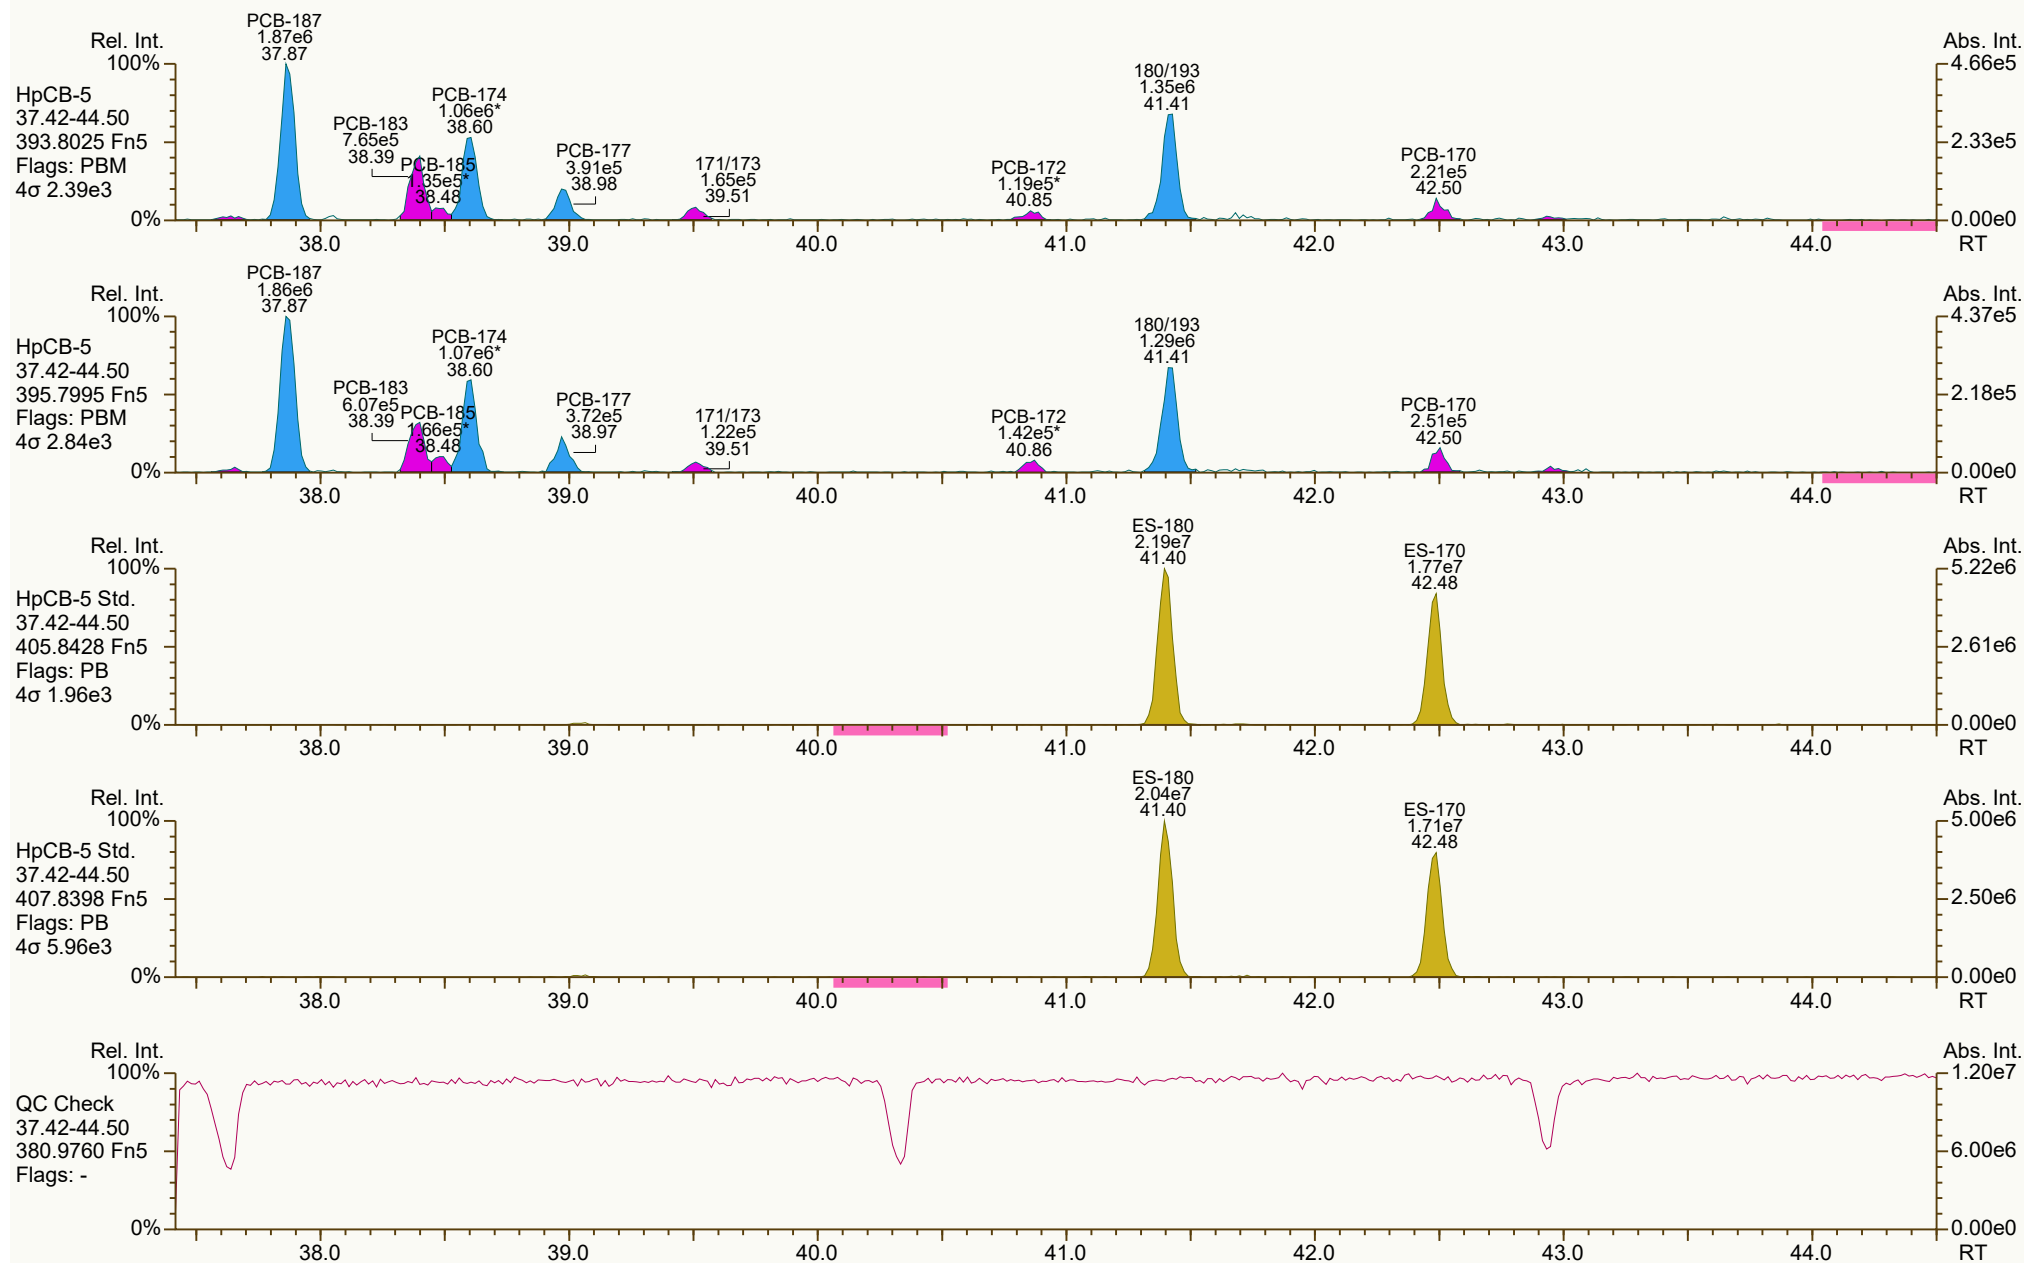 PCB-187
1.87e6
37.87
Rel. Int.
Abs. Int.
100%
4.66e5
HpCB-5
37.42-44.50
393.8025 Fn5
Flags: PBM
4σ 2.39e3
PCB-183
7.65e5
38.39
PCB-185
.35e5*
38.48
PCB-174
1.06e6*
38.60
PCB-177
3.91e5
38.98
171/173
1.65e5
39.51
PCB-172
1.19e5*
40.85
180/193
1.35e6
41.41
PCB-170
2.21e5
42.50
2.33e5
0%
0.00e0
38.0 39.0 40.0 41.0 42.0 43.0 44.0 RT
PCB-187
1.86e6
37.87
Rel. Int.
Abs. Int.
100%
4.37e5
HpCB-5
37.42-44.50
395.7995 Fn5
Flags: PBM
4σ 2.84e3
PCB-183
6.07e5
38.39
PCB-185
1.66e5*
38.48
PCB-174
1.07e6*
38.60
PCB-177
3.72e5
38.97
171/173
1.22e5
39.51
PCB-172
1.42e5*
40.86
180/193
1.29e6
41.41
PCB-170
2.51e5
42.50
2.18e5
0%
0.00e0
38.0 39.0 40.0 41.0 42.0 43.0 44.0 RT
Rel. Int.
Abs. Int.
100%
5.22e6
HpCB-5 Std.
37.42-44.50
405.8428 Fn5
Flags: PB
4σ 1.96e3
ES-180
2.19e7
41.40
ES-170
1.77e7
42.48
2.61e6
0%
0.00e0
38.0 39.0 40.0 41.0 42.0 43.0 44.0 RT
Rel. Int.
Abs. Int.
100%
5.00e6
HpCB-5 Std.
37.42-44.50
407.8398 Fn5
Flags: PB
4σ 5.96e3
ES-180
2.04e7
41.40
ES-170
1.71e7
42.48
2.50e6
0%
0.00e0
38.0 39.0 40.0 41.0 42.0 43.0 44.0 RT
Rel. Int.
Abs. Int.
100%
1.20e7
QC Check
37.42-44.50
380.9760 Fn5
Flags: -
6.00e6
0%
0.00e0
38.0 39.0 40.0 41.0 42.0 43.0 44.0 RT